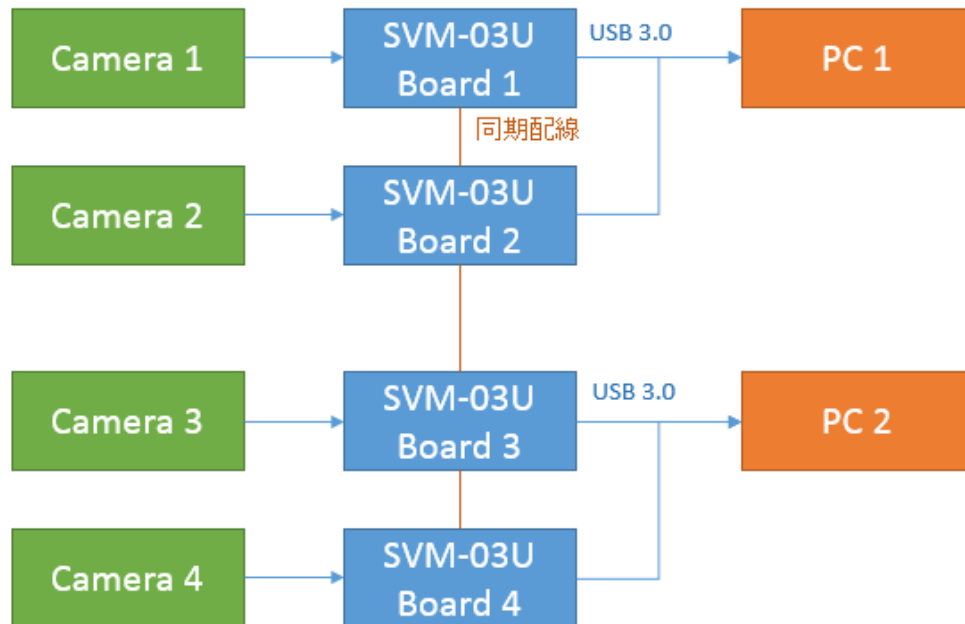 Camera 1
SVM-03U
Board 1
USB 3.0
PC 1
同期配線
Camera 2
SVM-03U
Board 2
Camera 3
SVM-03U
Board 3
USB 3.0
PC 2
Camera 4
SVM-03U
Board 4